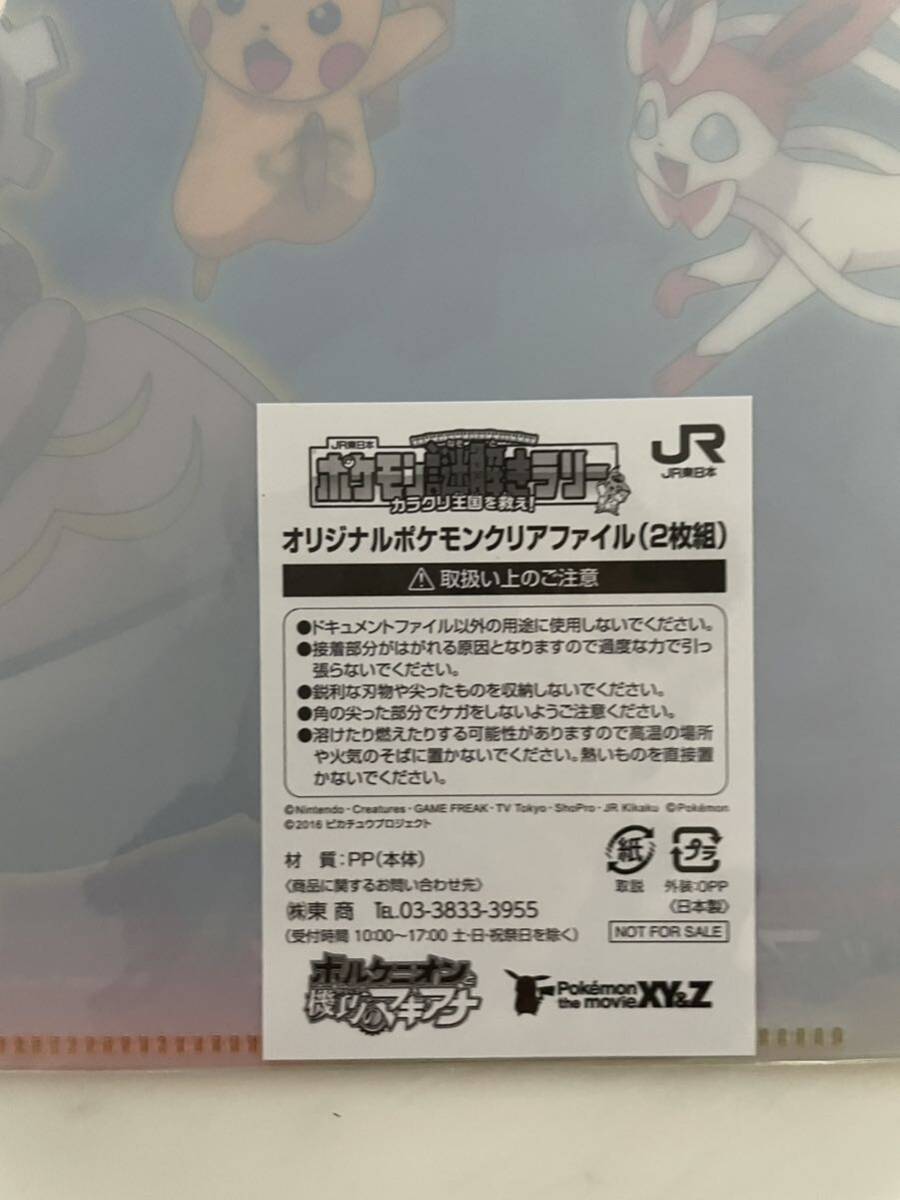 JR東日本
なぞ と
ポケモン謎解きラリー
カラクリ王国を救え!
JR
JR東日本
オリジナルポケモンクリアファイル(2枚組)
取扱い上のご注意
●ドキュメントファイル以外の用途に使用しないでください。
●接着部分がはがれる原因となりますので過度な力で引っ
張らないでください。
●鋭利な刃物や尖ったものを収納しないでください。
●角の尖った部分でケガをしないようご注意ください。
●溶けたり燃えたりする可能性がありますので高温の場所
や火気のそばに置かないでください。熱いものを直接置
かないでください。
©Nintendo・Creatures・GAME FREAK・TV Tokyo・ShoPro・JR Kikaku ©Pokémon
©2016 ピカチュウプロジェクト
材 質:PP(本体)
〈商品に関するお問い合わせ先〉
㈱東 商 TEL.03-3833-3955
(受付時間 10:00〜17:00 土・日・祝祭日を除く)
紙
取説
プラ
外装:OPP
〈日本製〉
NOT FOR SALE
ボルケニオンと
機巧のマギアナ
Pokémon
the movie XY&Z